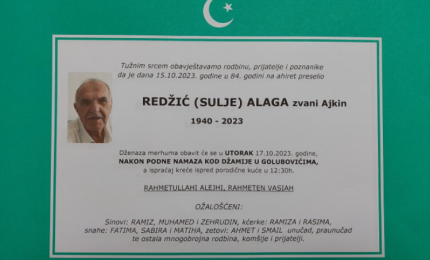 Tužnim srcem obavještavamo rodbinu, prijatelje i poznanike
da je dana 15.10.2023. godine u 84. godini na ahiret preselio
REDŽIĆ (SULJE) ALAGA zvani Ajkin
1940 - 2023
Dženaza merhuma obavit će se u UTORAK 17.10.2023. godine,
NAKON PODNE NAMAZA KOD DŽAMIJE U GOLUBOVIĆIMA,
a ispraćaj kreće ispred porodične kuće u 12:30h.
RAHMETULLAHI ALEJHI, RAHMETEN VASIAH
OŽALOŠĆENI:
Sinovi: RAMIZ, MUHAMED i ZEHRUDIN, kćerke: RAMIZA i RASIMA,
snahe: FATIMA, SABIRA i MATIHA, zetovi: AHMET i SMAIL unučad, praunučad
te ostala mnogobrojna rodbina, komšije i prijatelji.